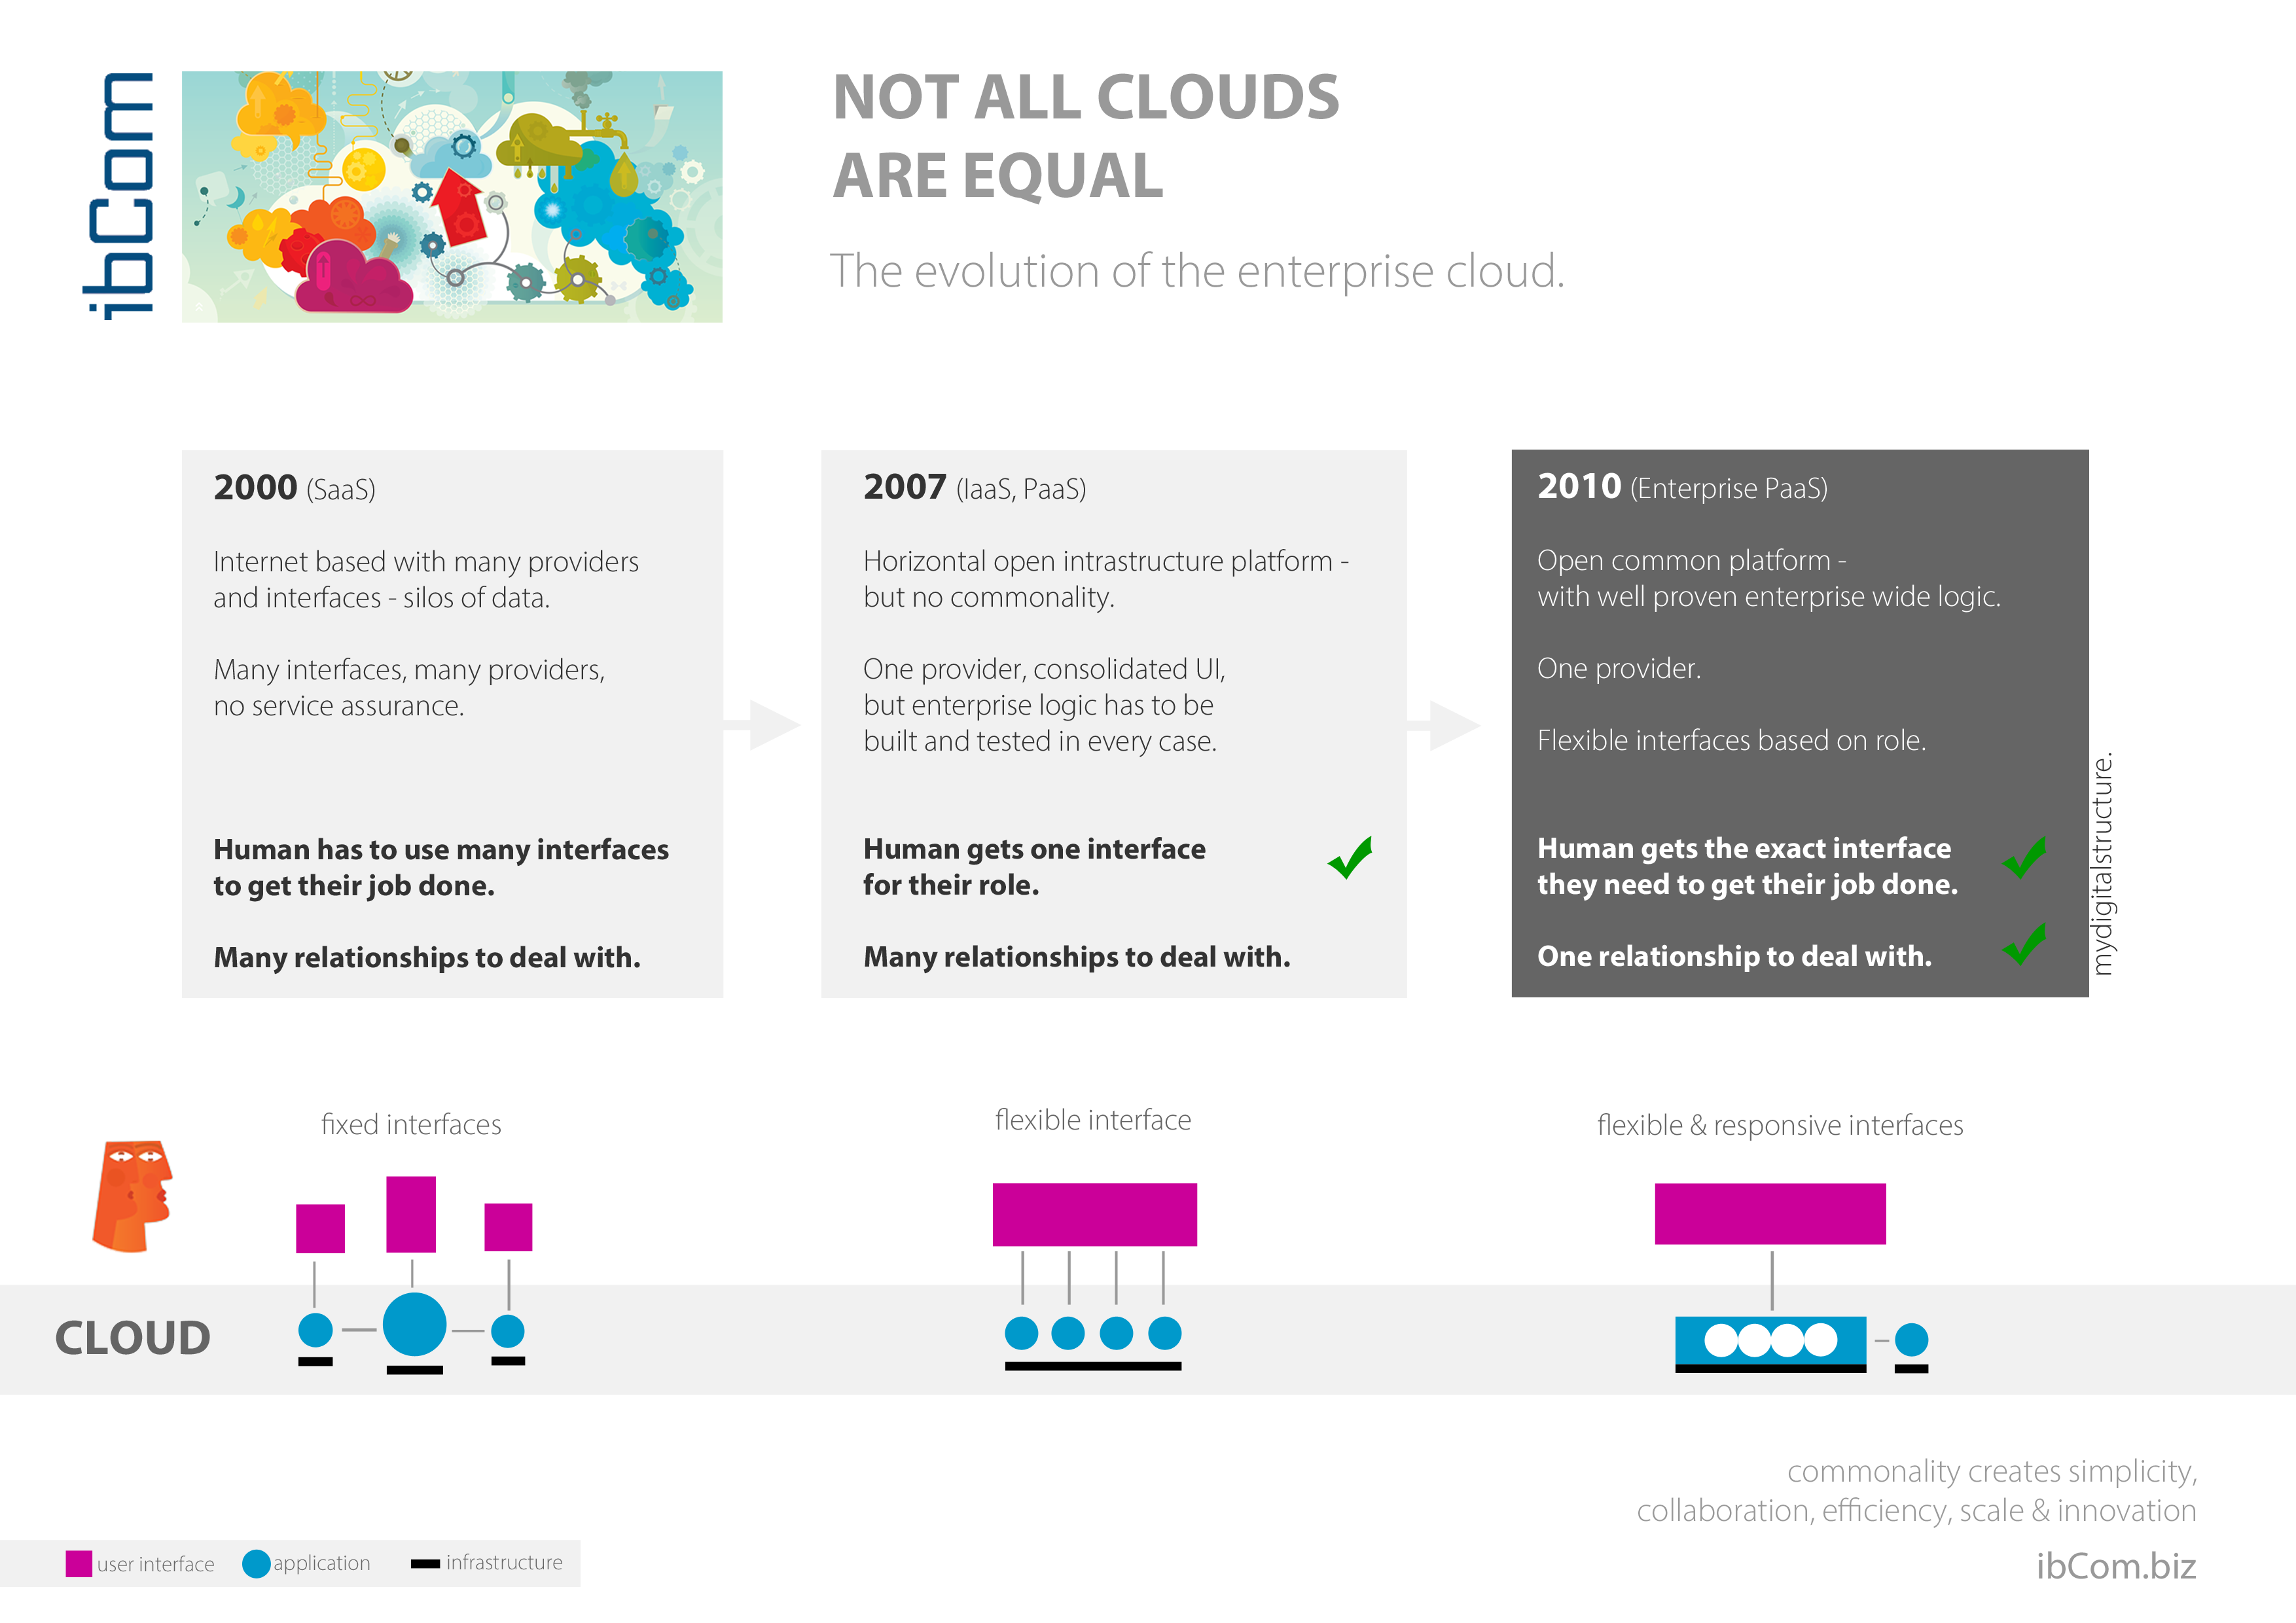 ibCom
NOT ALL CLOUDS
ARE EQUAL
The evolution of the enterprise cloud.
2000 (SaaS)
Internet based with many providers
and interfaces - silos of data.
Many interfaces, many providers,
no service assurance.
Human has to use many interfaces
to get their job done.
Many relationships to deal with.
2007 (IaaS, PaaS)
Horizontal open intrastructure platform -
but no commonality.
One provider, consolidated UI,
but enterprise logic has to be
built and tested in every case.
Human gets one interface
for their role.
Many relationships to deal with.
2010 (Enterprise PaaS)
Open common platform -
with well proven enterprise wide logic.
One provider.
Flexible interfaces based on role.
Human gets the exact interface
they need to get their job done.
One relationship to deal with.
mydigitalstructure.
fixed interfaces
flexible interface
flexible & responsive interfaces
CLOUD
commonality creates simplicity,
collaboration, efficiency, scale & innovation
ibCom.biz
user interface
application
infrastructure